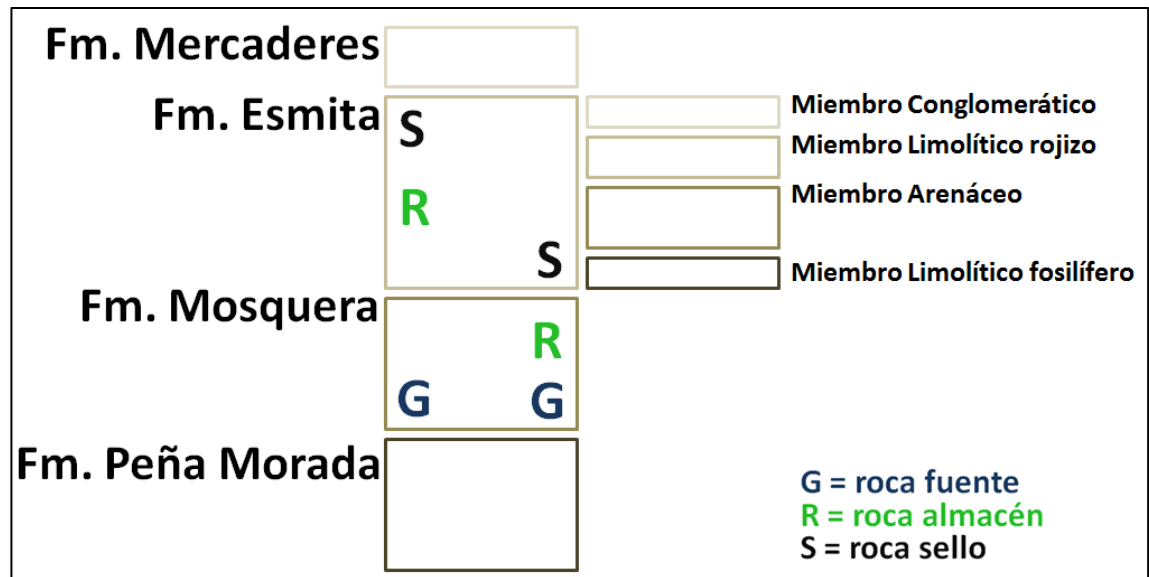 Fm. Mercaderes
Fm. Esmita
S
R
S
Miembro Conglomerático
Miembro Limolítico rojizo
Miembro Arenáceo
Miembro Limolítico fosilífero
Fm. Mosquera
R
G G
Fm. Peña Morada
G = roca fuente
R = roca almacén
S = roca sello